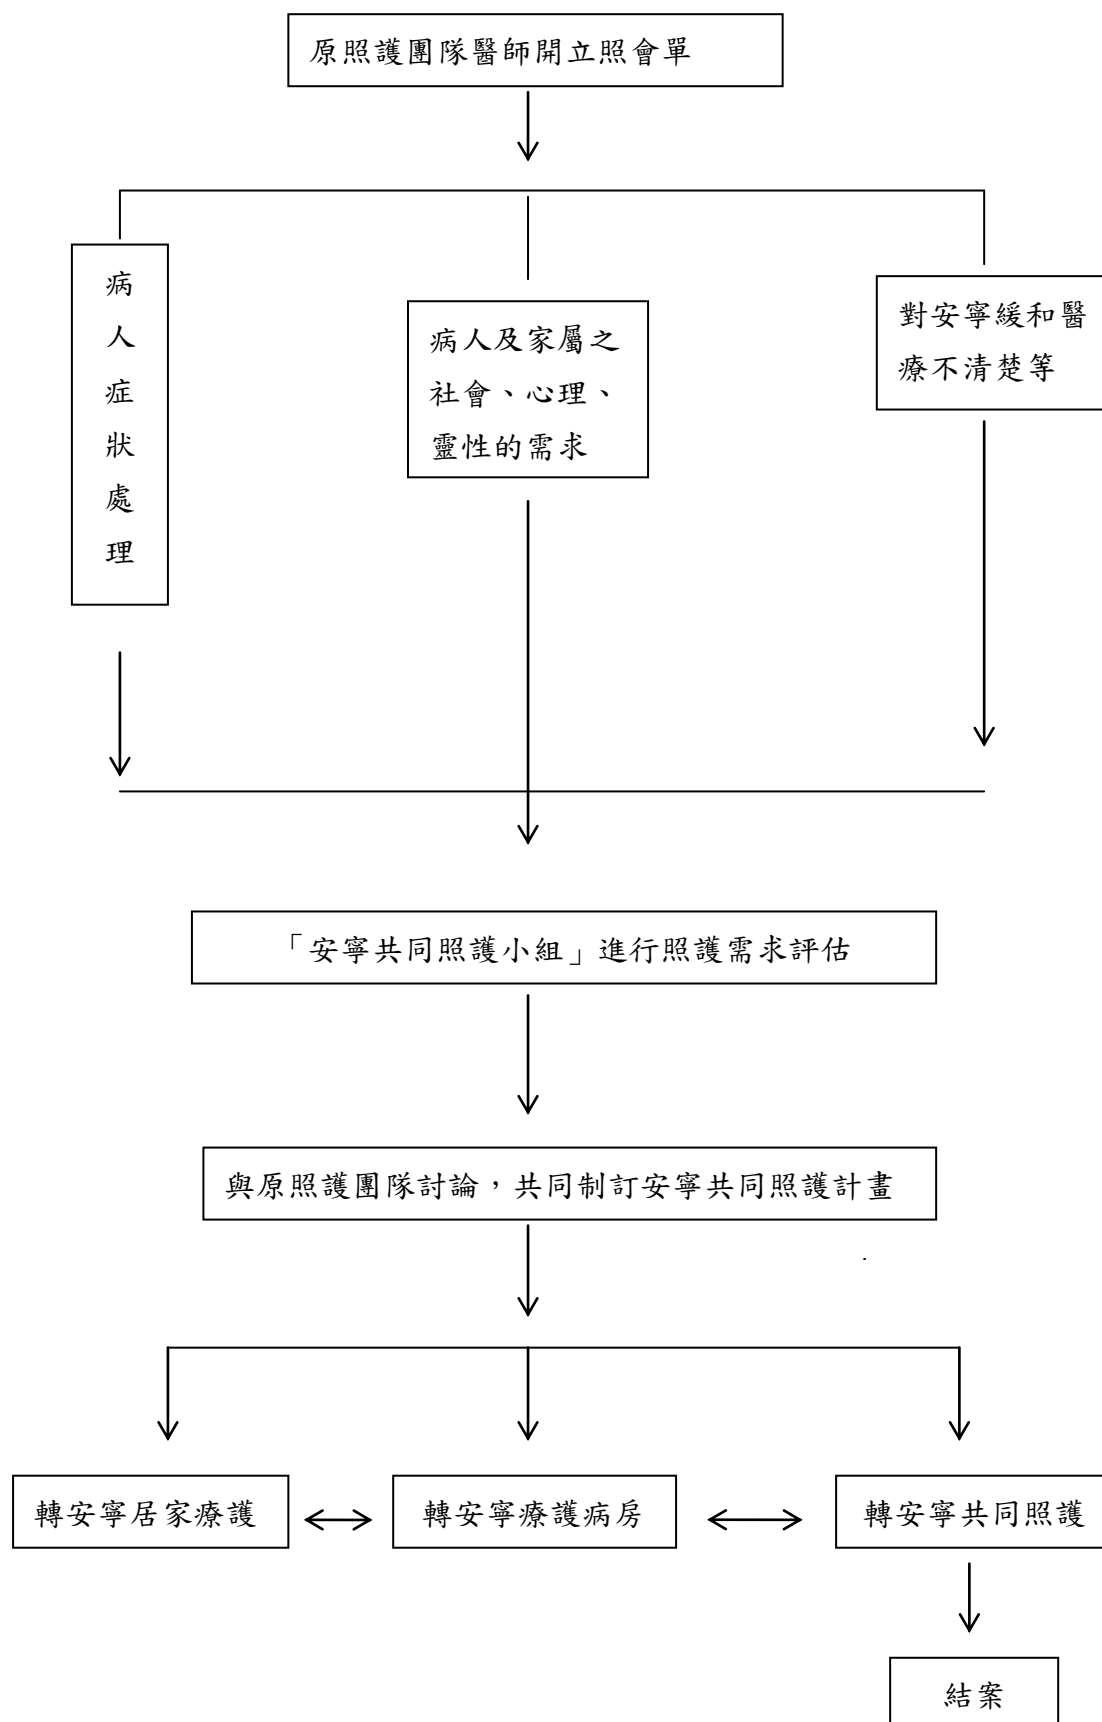 原照護團隊醫師開立照會單
病人症狀處理
病人及家屬之
社會、心理、
靈性的需求
對安寧緩和醫
療不清楚等
「安寧共同照護小組」進行照護需求評估
與原照護團隊討論，共同制訂安寧共同照護計畫
轉安寧居家療護
轉安寧療護病房
轉安寧共同照護
結案